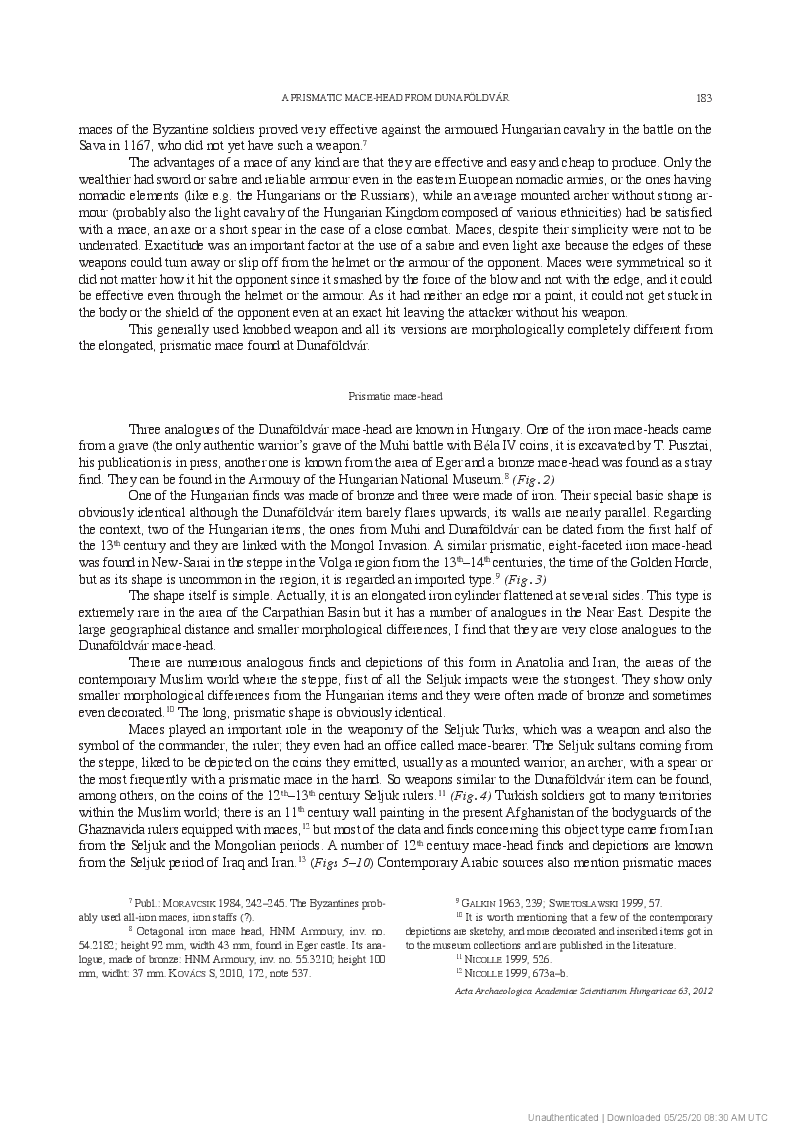 A PRISMATIC MACE-HEAD FROM DUNAFÖLDVÁR 183
maces of the Byzantine soldiers proved very effective against the armoured Hungarian cavalry in the battle on the
Sava in 1167, who did not yet have such a weapon.7
The advantages of a mace of any kind are that they are effective and easy and cheap to produce. Only the
wealthier had sword or sabre and reliable armour even in the eastern European nomadic armies, or the ones having
nomadic elements (like e.g. the Hungarians or the Russians), while an average mounted archer without strong ar-
mour (probably also the light cavalry of the Hungarian Kingdom composed of various ethnicities) had be satisfied
with a mace, an axe or a short spear in the case of a close combat. Maces, despite their simplicity were not to be
underrated. Exactitude was an important factor at the use of a sabre and even light axe because the edges of these
weapons could turn away or slip off from the helmet or the armour of the opponent. Maces were symmetrical so it
did not matter how it hit the opponent since it smashed by the force of the blow and not with the edge, and it could
be effective even through the helmet or the armour. As it had neither an edge nor a point, it could not get stuck in
the body or the shield of the opponent even at an exact hit leaving the attacker without his weapon.
This generally used knobbed weapon and all its versions are morphologically completely different from
the elongated, prismatic mace found at Dunaföldvár.
Prismatic mace-head
Three analogues of the Dunaföldvár mace-head are known in Hungary. One of the iron mace-heads came
from a grave (the only authentic warrior's grave of the Muhi battle with Béla IV coins, it is excavated by T. Pusztai,
his publication is in press, another one is known from the area of Eger and a bronze mace-head was found as a stray
find. They can be found in the Armoury of the Hungarian National Museum.8 (Fig. 2)
One of the Hungarian finds was made of bronze and three were made of iron. Their special basic shape is
obviously identical although the Dunaföldvár item barely flares upwards, its walls are nearly parallel. Regarding
the context, two of the Hungarian items, the ones from Muhi and Dunaföldvár can be dated from the first half of
the 13th century and they are linked with the Mongol Invasion. A similar prismatic, eight-faceted iron mace-head
was found in New-Sarai in the steppe in the Volga region from the 13th–14th centuries, the time of the Golden Horde,
but as its shape is uncommon in the region, it is regarded an imported type.9 (Fig. 3)
The shape itself is simple. Actually, it is an elongated iron cylinder flattened at several sides. This type is
extremely rare in the area of the Carpathian Basin but it has a number of analogues in the Near East. Despite the
large geographical distance and smaller morphological differences, I find that they are very close analogues to the
Dunaföldvár mace-head.
There are numerous analogous finds and depictions of this form in Anatolia and Iran, the areas of the
contemporary Muslim world where the steppe, first of all the Seljuk impacts were the strongest. They show only
smaller morphological differences from the Hungarian items and they were often made of bronze and sometimes
even decorated.10 The long, prismatic shape is obviously identical.
Maces played an important role in the weaponry of the Seljuk Turks, which was a weapon and also the
symbol of the commander, the ruler; they even had an office called mace-bearer. The Seljuk sultans coming from
the steppe, liked to be depicted on the coins they emitted, usually as a mounted warrior, an archer, with a spear or
the most frequently with a prismatic mace in the hand. So weapons similar to the Dunaföldvár item can be found,
among others, on the coins of the 12th–13th century Seljuk rulers.11 (Fig. 4) Turkish soldiers got to many territories
within the Muslim world; there is an 11th century wall painting in the present Afghanistan of the bodyguards of the
Ghaznavida rulers equipped with maces,12 but most of the data and finds concerning this object type came from Iran
from the Seljuk and the Mongolian periods. A number of 12th century mace-head finds and depictions are known
from the Seljuk period of Iraq and Iran.13 (Figs 5–10) Contemporary Arabic sources also mention prismatic maces
7 Publ.: MORAVCSIK 1984, 242–245. The Byzantines prob-
ably used all-iron maces, iron staffs (?).
8 Octagonal iron mace head, HNM Armoury, inv. no.
54.2182; height 92 mm, width 43 mm, found in Eger castle. Its ana-
logue, made of bronze: HNM Armoury, inv. no. 55.3210; height 100
mm, widht: 37 mm. KOVÁCS S, 2010, 172; note 537.
9 GALKIN 1963, 239; SWIETOSLAWSKI 1999, 57.
10 It is worth mentioning that a few of the contemporary
depictions are sketchy, and more decorated and inscribed items got in
to the museum collections and are published in the literature.
11 NICOLLE 1999, 526.
12 NICOLLE 1999, 673a–b.
Acta Archaeologica Academiae Scientiarum Hungaricae 63, 2012
Unauthenticated | Downloaded 05/25/20 08:30 AM UTC